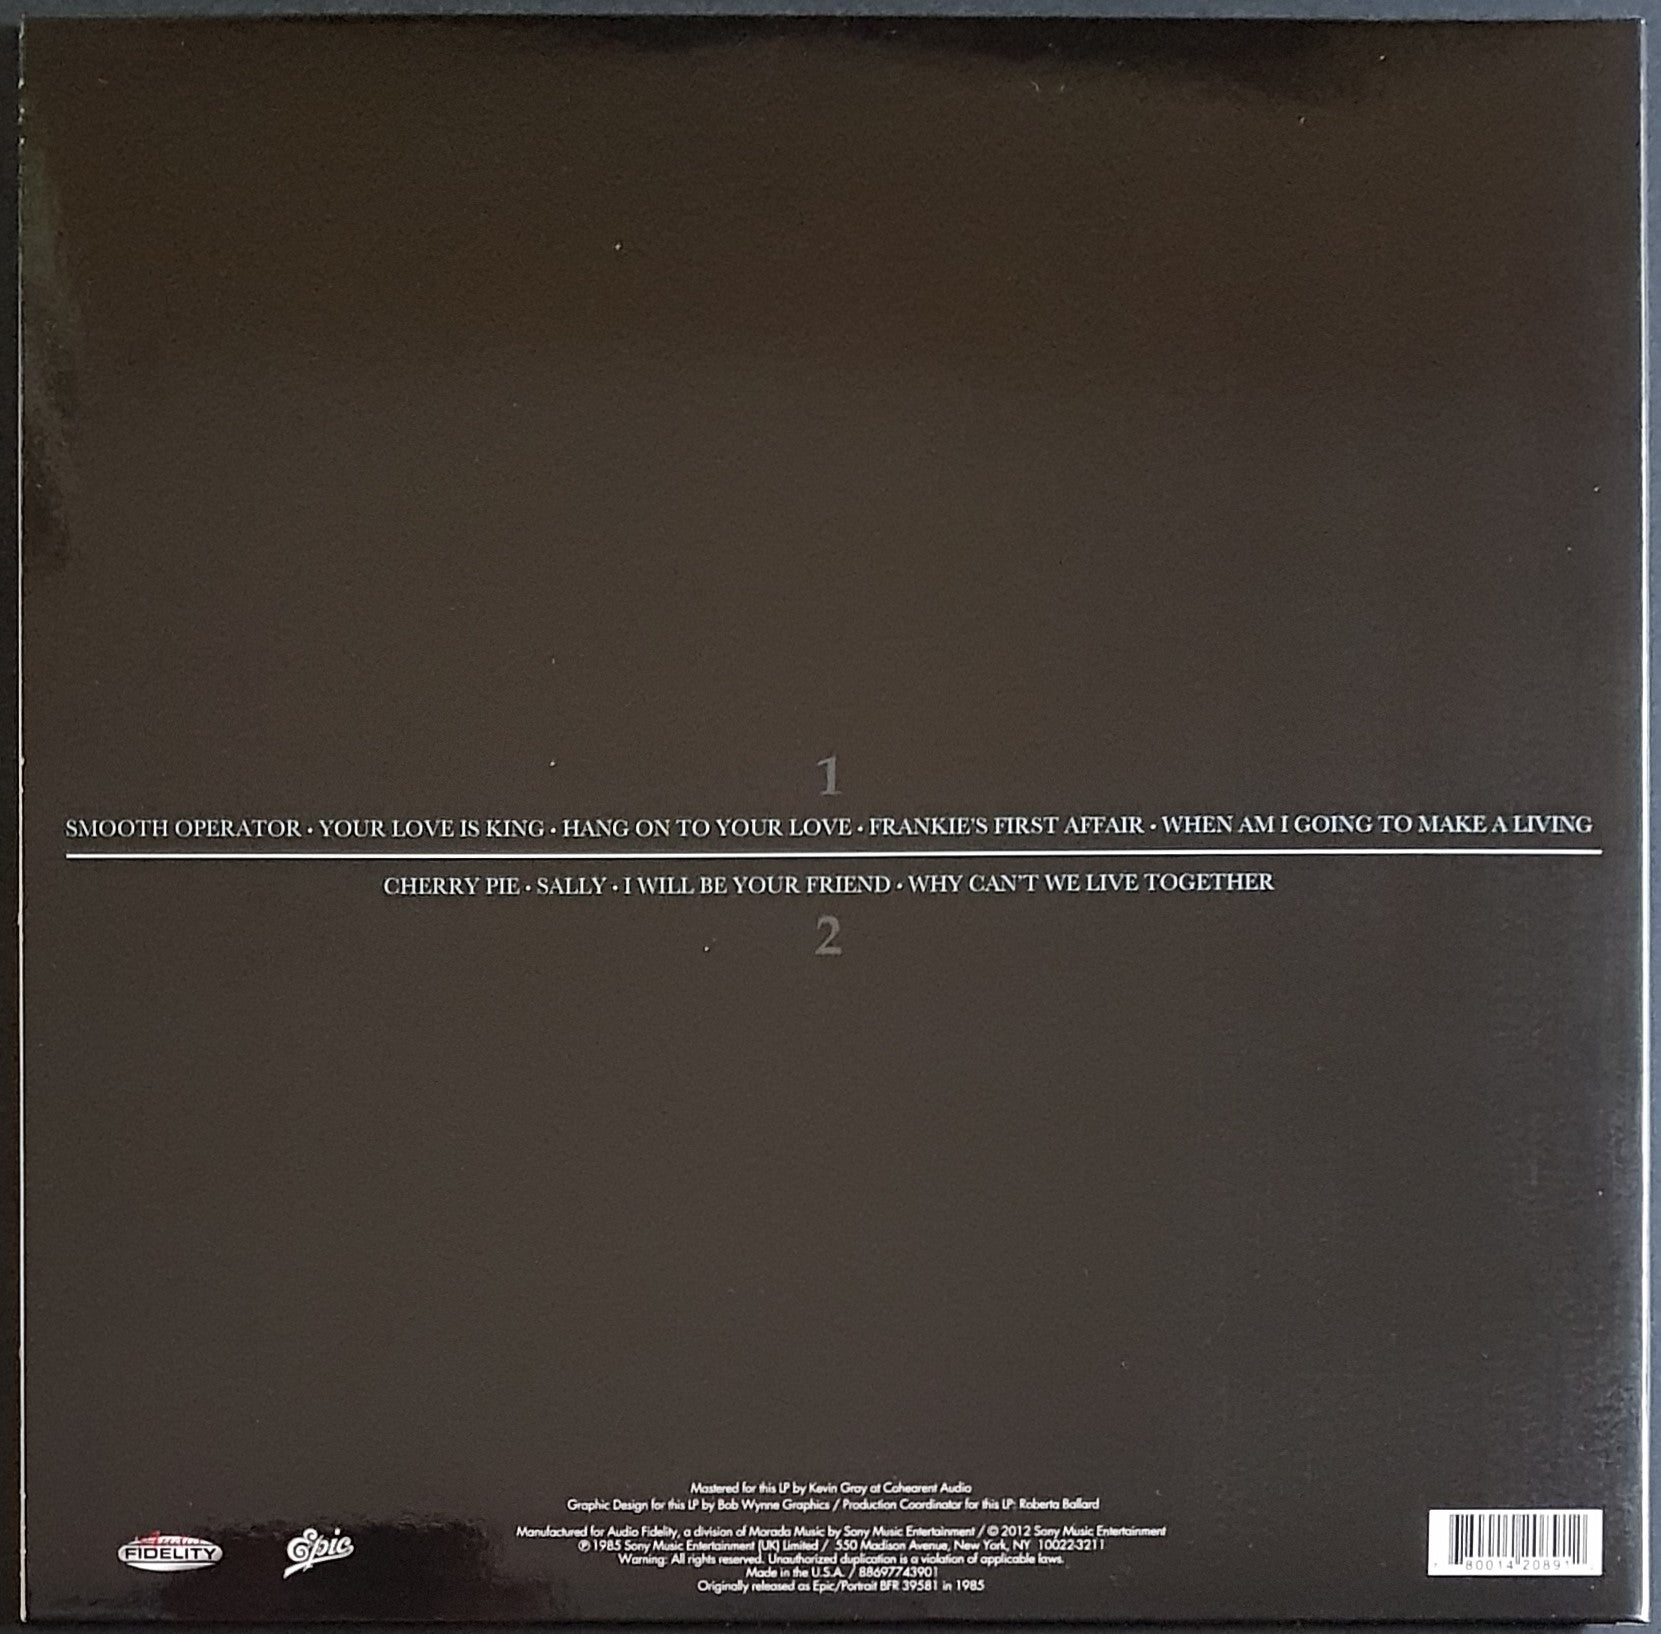 1
SMOOTH OPERATOR • YOUR LOVE IS KING • HANG ON TO YOUR LOVE • FRANKIE'S FIRST AFFAIR • WHEN AM I GOING TO MAKE A LIVING
CHERRY PIE • SALLY • I WILL BE YOUR FRIEND • WHY CAN'T WE LIVE TOGETHER
2
Mastered for this LP by Kevin Gray at Cohearent Audio
Graphic Design for this LP by Bob Wynne Graphics / Production Coordinator for this LP: Roberta Ballard
Manufactured for Audio Fidelity, a division of Morada Music by Sony Music Entertainment / © 2012 Sony Music Entertainment
℗ 1985 Sony Music Entertainment (UK) Limited / 550 Madison Avenue, New York, NY 10022-3211
Warning: All rights reserved. Unauthorized duplication is a violation of applicable laws.
Made in the U.S.A. / 88697743901
Originally released as Epic/Portrait BFR 39581 in 1985
FIDELITY
Epic
80014 20891